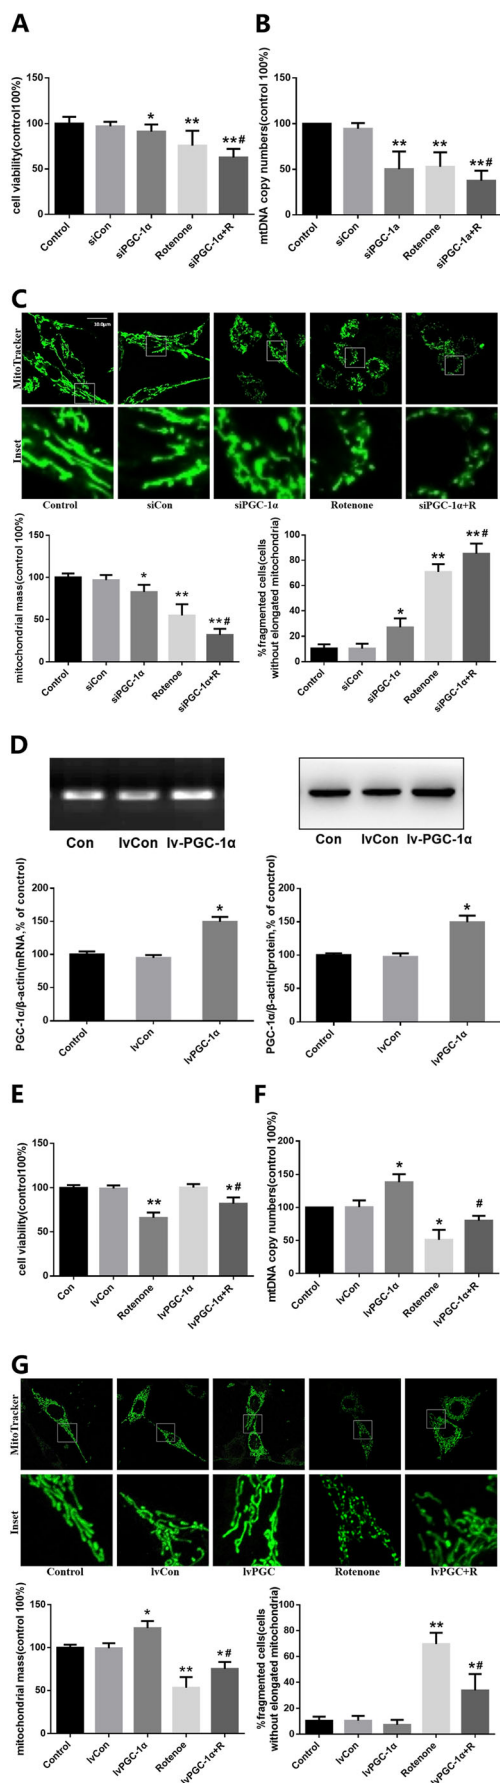 A
cell viability(control100%)
150
100
50
0
*
**
**#
Control
siCon
siPGC-1α
Rotenone
siPGC-1α+R
B
mtDNA copy numbers(control 100%)
150
100
50
0
**
**
**#
Control
siCon
siPGC-1a
Rotenone
siPGC-1a+R
C
MitoTracker
10.0μm
Inset
Control
siCon
siPGC-1α
Rotenone
siPGC-1α+R
mitochondrial mass(control 100%)
150
100
50
0
*
**
**#
Control
siCon
siPGC-1α
Rotenoe
siPGC-1α+R
%fragmented cells(cells
without elongated mitochondria)
100
80
60
40
20
0
*
**
**#
Control
siCon
siPGC-1α
Rotenone
siPGC-1α+R
D
Con
lvCon
lv-PGC-1α
Con
lvCon
lv-PGC-1α
PGC-1α/β-actin(mRNA,% of conctrol)
200
150
100
50
0
*
Control
lvCon
lvPGC-1α
PGC-1α/β-actin(protein,% of control)
200
150
100
50
0
*
Control
lvCon
lvPGC-1α
E
cell viability(control100%)
150
100
50
0
**
*#
Con
lvCon
Rotenone
lvPGC-1α
lvPGC-1α+R
F
mtDNA copy numbers(control 100%)
200
150
100
50
0
*
*
#
Control
lvCon
lvPGC-1α
Rotenone
lvPGC-1α+R
G
MitoTracker
Inset
Control
lvCon
lvPGC
Rotenone
lvPGC+R
mitochondrial mass(control 100%)
150
100
50
0
*
**
*#
Control
lvCon
lvPGC-1α
Rotenoe
lvPGC-1α+R
%fragmented cells(cells
without elongated mitochondria)
100
80
60
40
20
0
**
*#
Control
lvCon
lvPGC-1α
Rotenone
lvPGC-1α+R